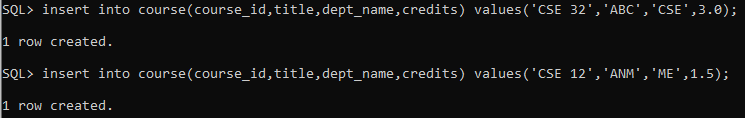 SQL> insert into course(course_id,title,dept_name,credits) values('CSE 32','ABC','CSE',3.0);
1 row created.
SQL> insert into course(course_id,title,dept_name,credits) values('CSE 12','ANM','ME',1.5);
1 row created.